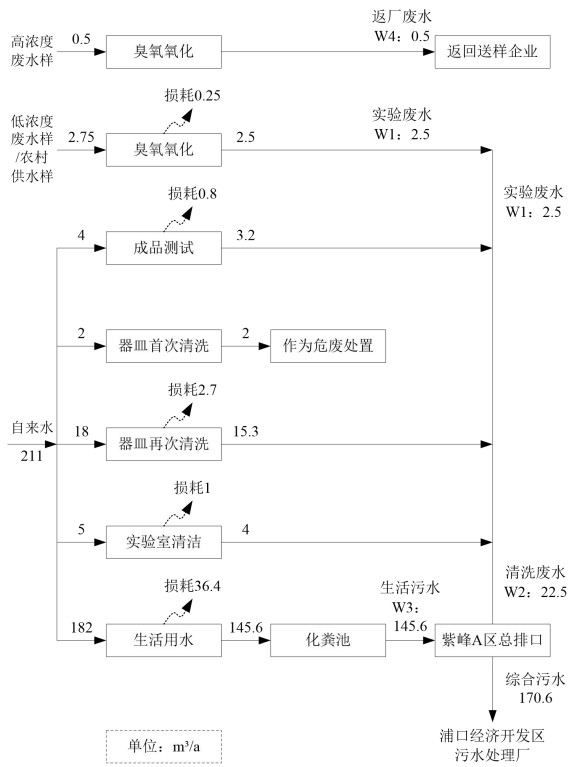 高浓度
废水样
0.5
臭氧氧化
返厂废水
W4：0.5
返回送样企业
低浓度
废水样
/农村
供水样
2.75
损耗0.25
臭氧氧化
2.5
实验废水
W1：2.5
实验废水
W1：2.5
4
损耗0.8
成品测试
3.2
2
器皿首次清洗
2
作为危废处置
自来水
211
18
损耗2.7
器皿再次清洗
15.3
5
损耗1
实验室清洁
4
清洗废水
W2：22.5
182
损耗36.4
生活用水
145.6
化粪池
生活污水
W3：
145.6
紫峰A区总排口
综合污水
170.6
浦口经济开发区
污水处理厂
单位：m³/a